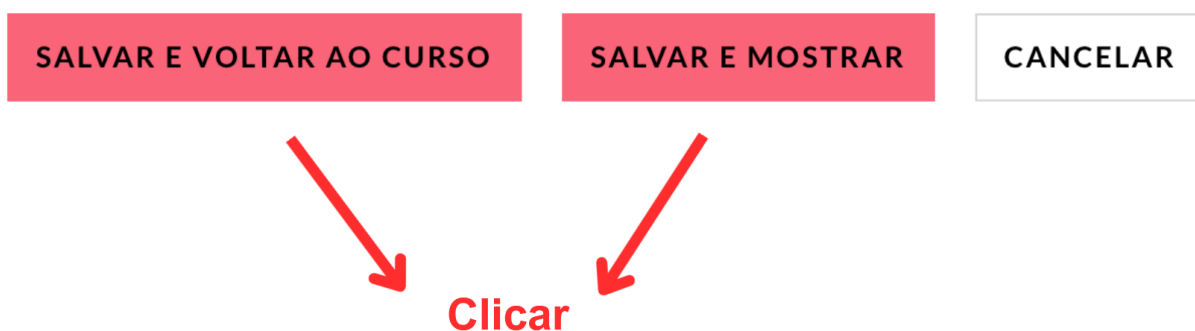 SALVAR E VOLTAR AO CURSO
SALVAR E MOSTRAR
CANCELAR
Clicar